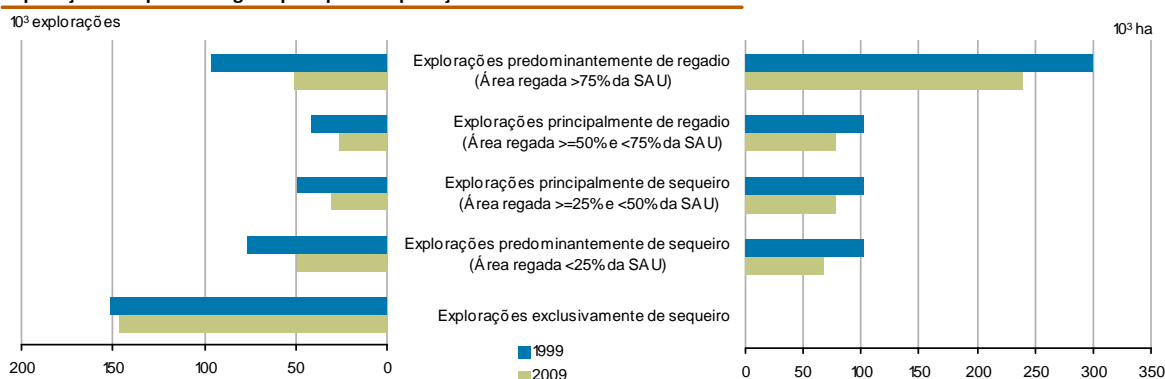 10³ explorações
10³ ha
Explorações predominantemente de regadio
(Área regada >75% da SAU)
Explorações principalmente de regadio
(Área regada >=50% e <75% da SAU)
Explorações principalmente de sequeiro
(Área regada >=25% e <50% da SAU)
Explorações predominantemente de sequeiro
(Área regada <25% da SAU)
Explorações exclusivamente de sequeiro
200 150 100 50 0
1999
2009
0 50 100 150 200 250 300 350